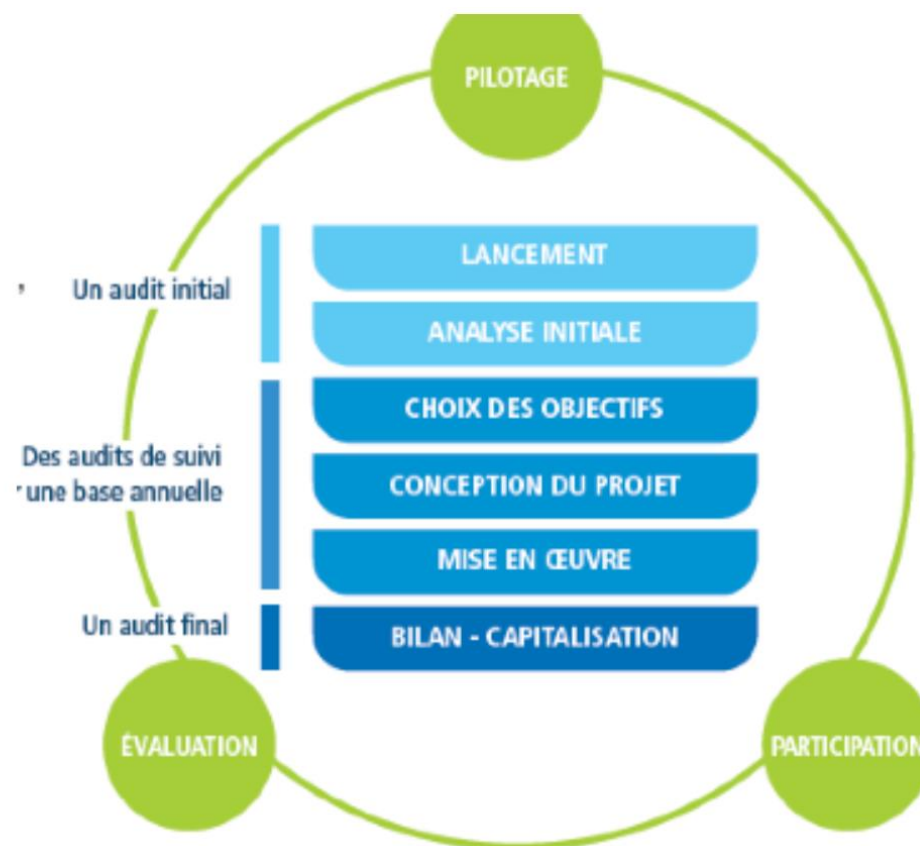 PILOTAGE
LANCEMENT
, Un audit initial
ANALYSE INITIALE
CHOIX DES OBJECTIFS
Des audits de suivi
une base annuelle
CONCEPTION DU PROJET
MISE EN ŒUVRE
Un audit final
BILAN - CAPITALISATION
ÉVALUATION
PARTICIPATION